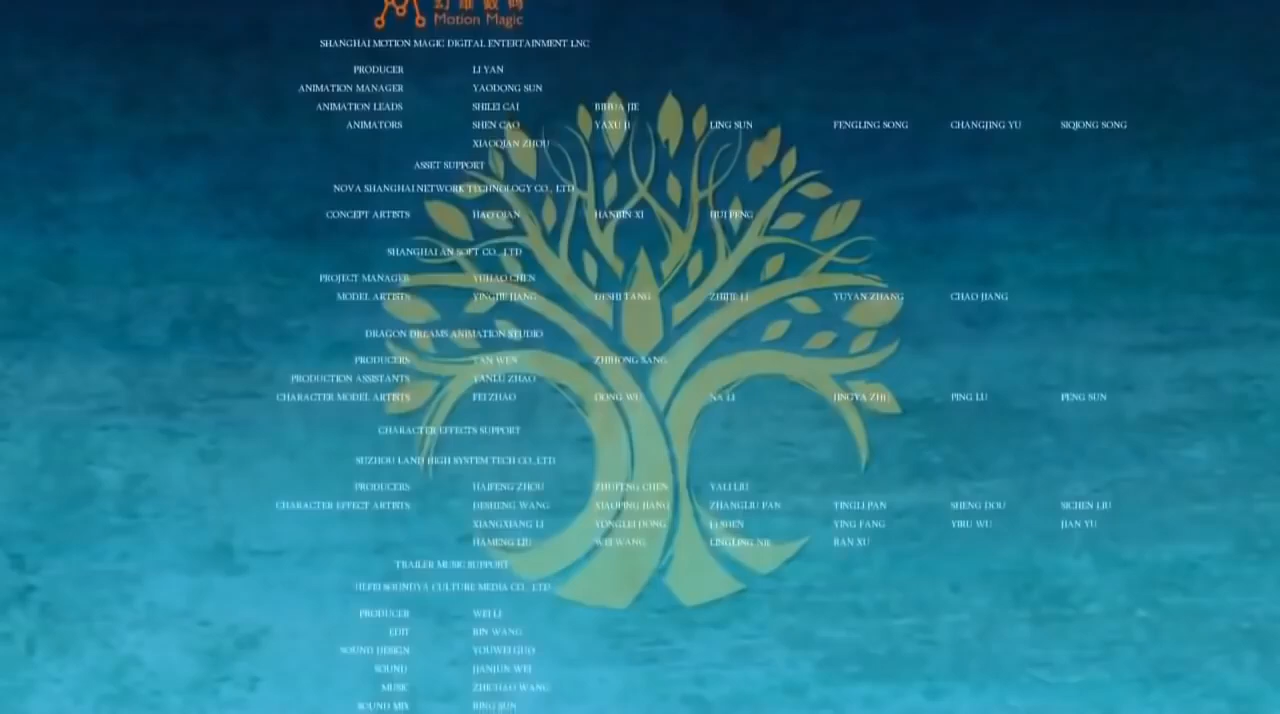 幻雄数码
Motion Magic
SHANGHAI MOTION MAGIC DIGITAL ENTERTAINMENT LNC
PRODUCER LI YAN
ANIMATION MANAGER YAODONG SUN
ANIMATION LEADS SHILEI CAI BIHUA JIE
ANIMATORS SHEN CAO YAXU JI LING SUN FENGLING SONG CHANGJING YU SIQIONG SONG
XIAOQIAN ZHOU
ASSET SUPPORT
NOVA SHANGHAI NETWORK TECHNOLOGY CO., LTD
CONCEPT ARTISTS HAO QIAN HANBIN XI HUI PENG
SHANGHAI AN SOFT CO., LTD
PROJECT MANAGER YUHAO CHEN
MODEL ARTISTS YINGJIE JIANG DESHI TANG ZHIJIE LI YUYAN ZHANG CHAO JIANG
DRAGON DREAMS ANIMATION STUDIO
PRODUCERS YAN WEN ZHIHONG SANG
PRODUCTION ASSISTANTS YANLU ZHAO
CHARACTER MODEL ARTISTS FEI ZHAO DONG WU NA LI JINGYA ZHU PING LU PENG SUN
CHARACTER EFFECTS SUPPORT
SUZHOU LAND HIGH SYSTEM TECH CO., LTD
PRODUCERS HAIFENG ZHOU ZHUFENG CHEN YALI LIU
CHARACTER EFFECT ARTISTS DESHENG WANG XIAOPING JIANG ZHANGLIU PAN TINGLI PAN SHENG DOU SICHEN LIU
XIANGXIANG LI YONGLEI DONG LI SHEN YING FANG YIRU WU JIAN YU
HAMENG LIU WEI WANG LINGLING NIE RAN XU
TRAILER MUSIC SUPPORT
HEFEI SOUNDYA CULTURE MEDIA CO., LTD
PRODUCER WEI LI
EDIT BIN WANG
SOUND DESIGN YOUWEI GUO
SOUND JIANJUN WEI
MUSIC ZHICHAO WANG
SOUND MIX BING SUN